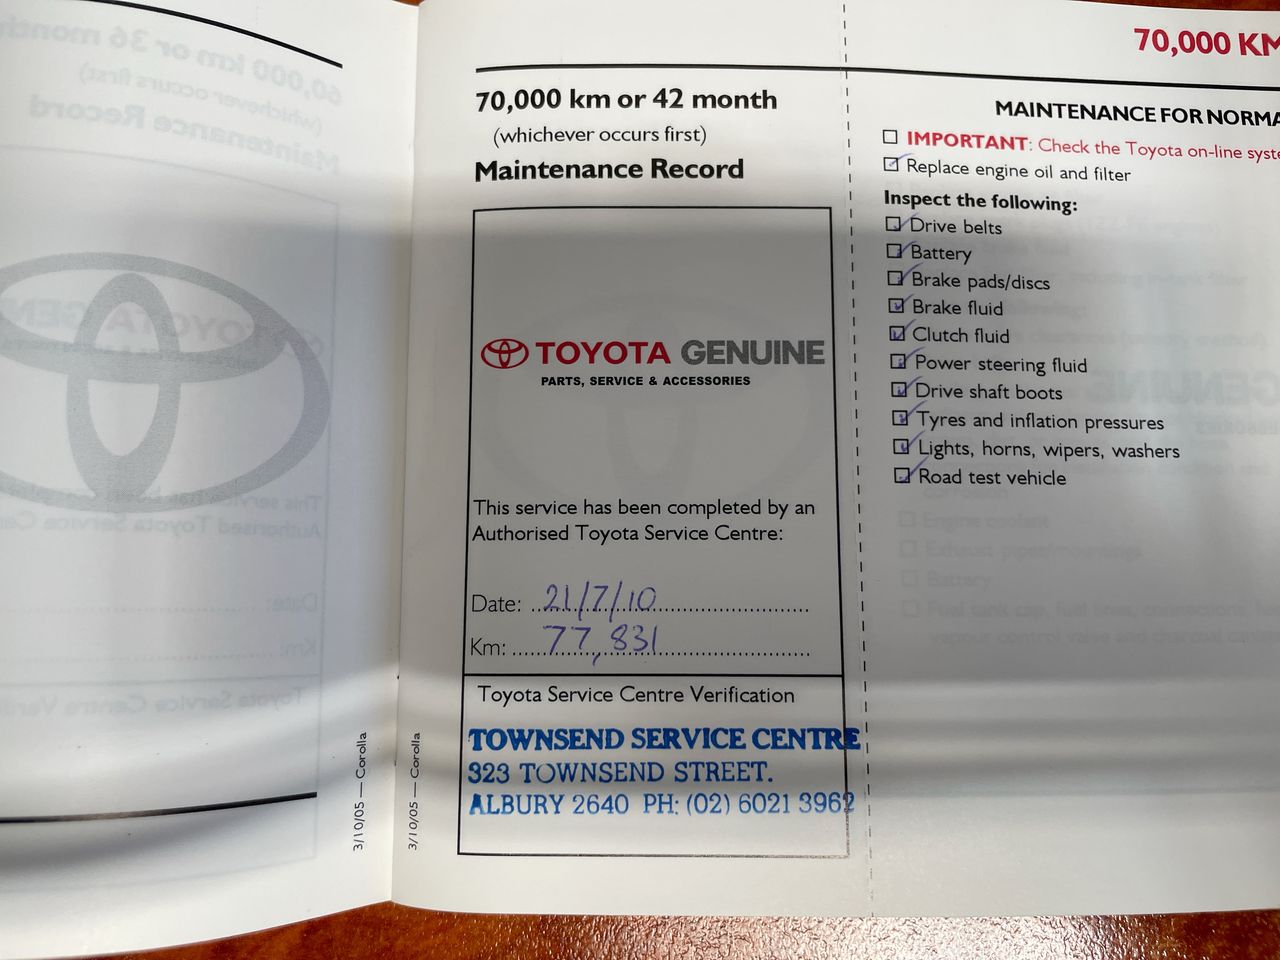 70,000 km or 42 month
(whichever occurs first)
Maintenance Record
TOYOTA GENUINE
PARTS, SERVICE & ACCESSORIES
This service has been completed by an
Authorised Toyota Service Centre:
Date: 21/7/10
Km: 77,831
Toyota Service Centre Verification
TOWNSEND SERVICE CENTRE
323 TOWNSEND STREET.
ALBURY 2640 PH: (02) 6021 3962
3/10/05 — Corolla
3/10/05 — Corolla
70,000 KM
MAINTENANCE FOR NORMA
IMPORTANT: Check the Toyota on-line syste
Replace engine oil and filter
Inspect the following:
Drive belts
Battery
Brake pads/discs
Brake fluid
Clutch fluid
Power steering fluid
Drive shaft boots
Tyres and inflation pressures
Lights, horns, wipers, washers
Road test vehicle